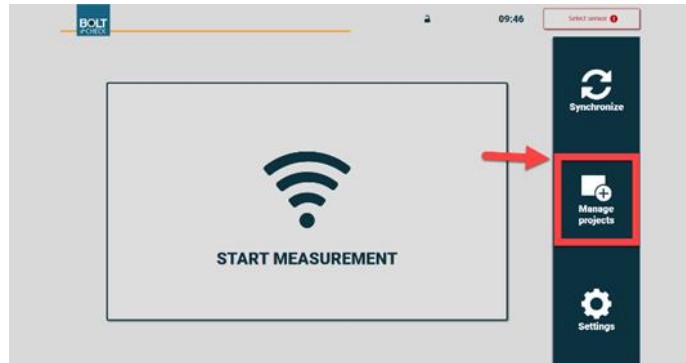 BOLT
✓CHECK
09:46
Select sensor
START MEASUREMENT
Synchronize
Manage
projects
Settings